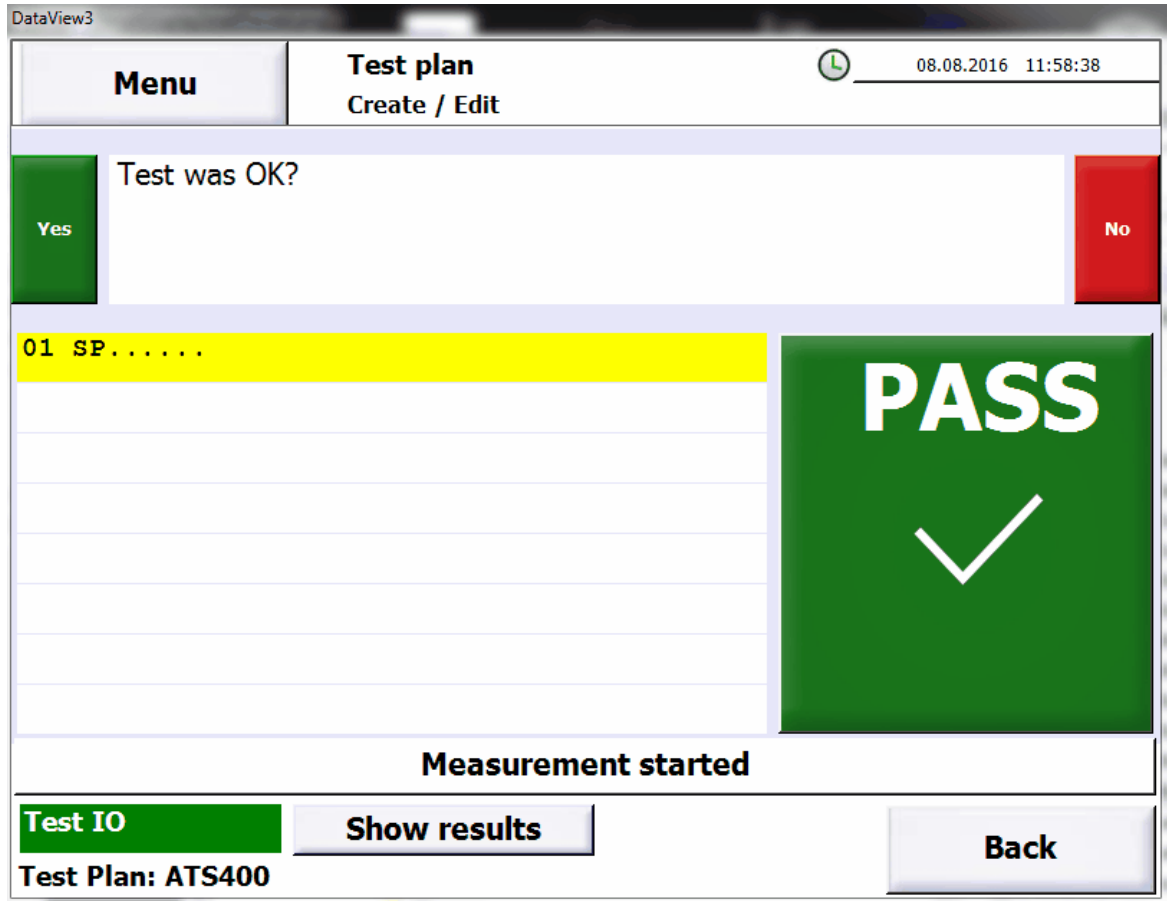 DataView3
Menu
Test plan
Create / Edit
08.08.2016 11:58:38
Yes
Test was OK?
No
01 SP......
PASS
Measurement started
Test IO
Show results
Back
Test Plan: ATS400